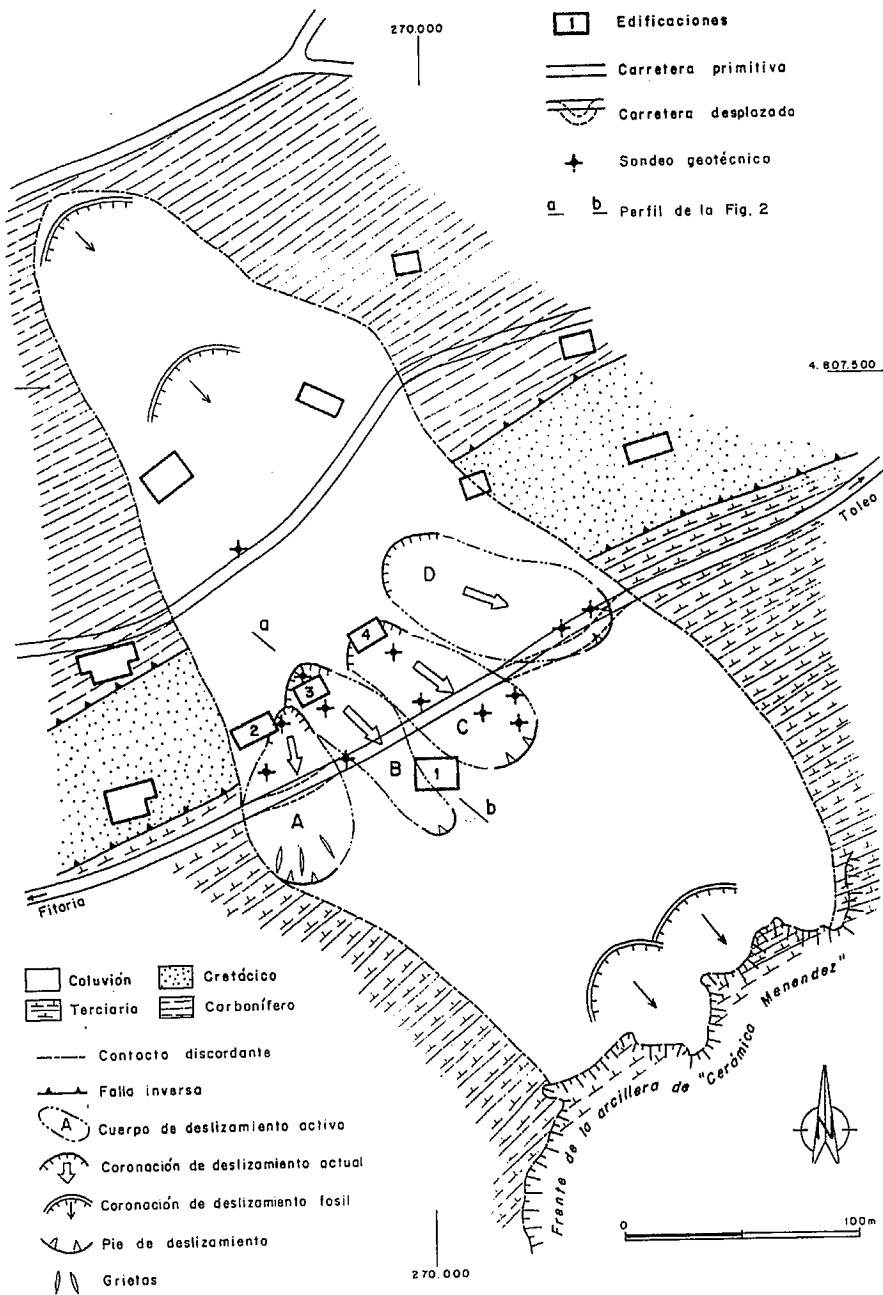 270.000
1 Edificaciones
Carretera primitiva
Carretera desplazada
Sondeo geotécnico
a b Perfil de la Fig. 2
4.807.500
Toleo
D
a
4
3
2
C
B
1
b
A
Fitoria
Coluvión
Cretácico
Terciario
Carbonífero
Contacto discordante
Falla inversa
A Cuerpo de deslizamiento activo
Coronación de deslizamiento actual
Coronación de deslizamiento fosil
Pie de deslizamiento
Grietas
Frente de la arcillera de "Cerámica Menendez"
N
0 100m
270.000